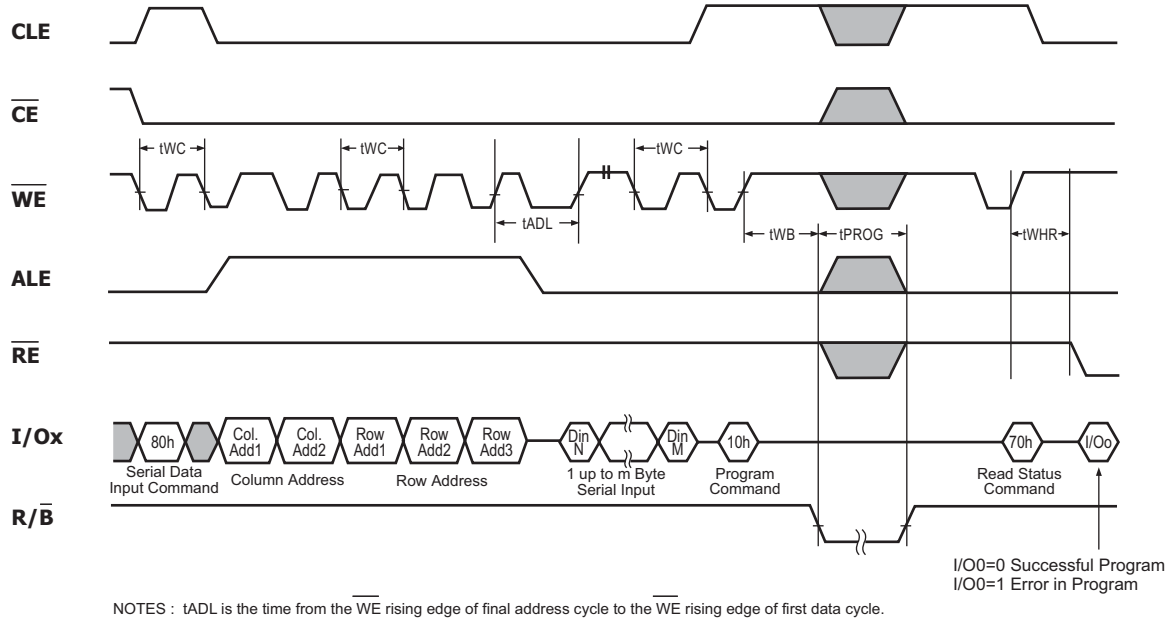 CLE
CE
tWC
tWC
tWC
WE
tADL
tWB
tPROG
tWHR
ALE
RE
I/Ox
80h
Col. Add1
Col. Add2
Row Add1
Row Add2
Row Add3
Din N
Din M
10h
70h
I/Oo
Serial Data
Input Command
Column Address
Row Address
1 up to m Byte
Serial Input
Program
Command
Read Status
Command
R/B̅
I/O0=0 Successful Program
I/O0=1 Error in Program
NOTES : tADL is the time from the WE rising edge of final address cycle to the WE rising edge of first data cycle.